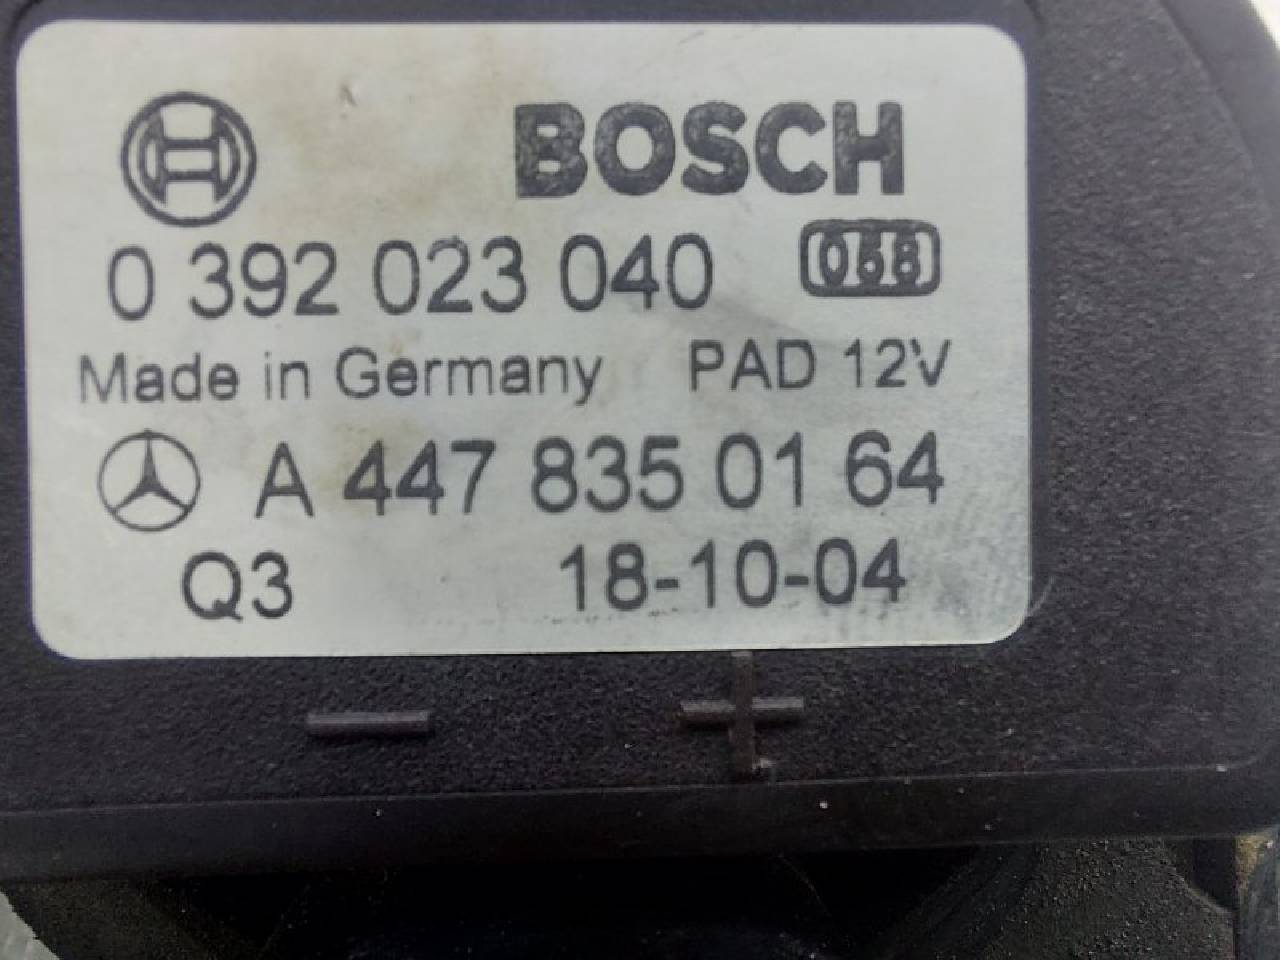 BOSCH
0 392 023 040 058
Made in Germany PAD 12V
A 447 835 01 64
Q3 18-10-04
- +